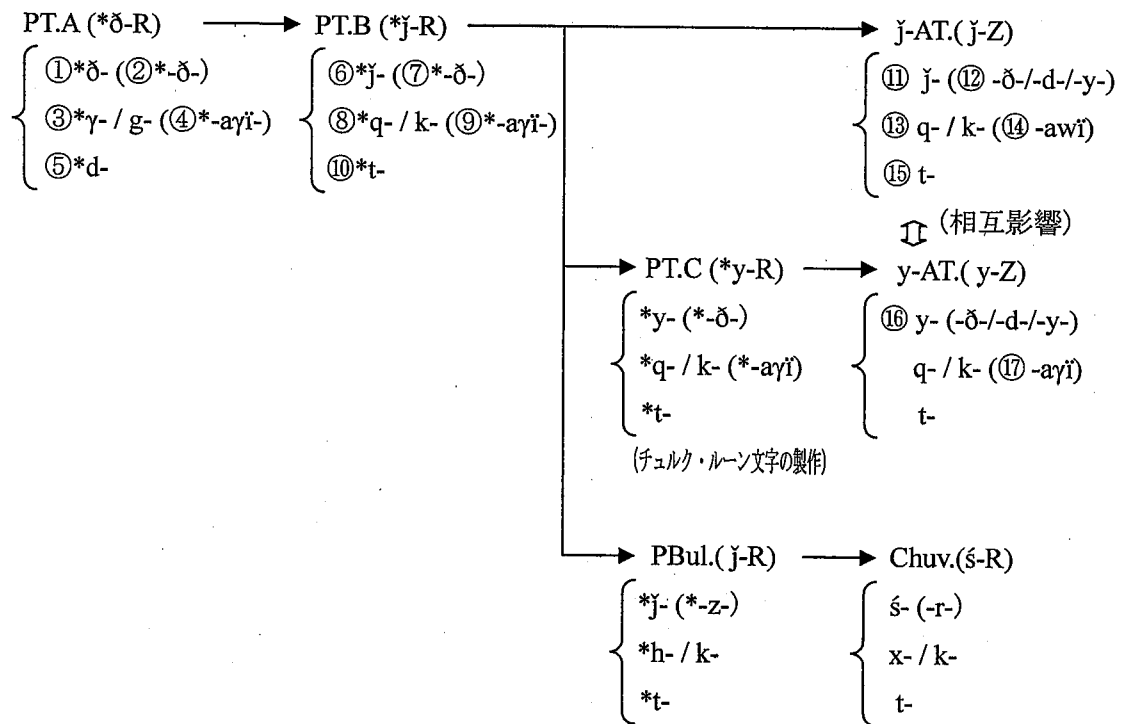 PT.A (*ð-R)
①*ð- (②*-ð-)
③*γ- / g- (④*-aγï-)
⑤*d-
PT.B (*ǰ-R)
⑥*ǰ- (⑦*-ð-)
⑧*q- / k- (⑨*-aγï-)
⑩*t-
ǰ-AT.(ǰ-Z)
⑪ ǰ- (⑫ -ð-/-d-/-y-)
⑬ q- / k- (⑭ -awï)
⑮ t-
(相互影響)
PT.C (*y-R)
*y- (*-ð-)
*q- / k- (*-aγï)
*t-
(チュルク・ルーン文字の製作)
y-AT.( y-Z)
⑯ y- (-ð-/-d-/-y-)
q- / k- (⑰ -aγï)
t-
PBul.(ǰ-R)
*ǰ- (*-z-)
*h- / k-
*t-
Chuv.(ś-R)
ś- (-r-)
x- / k-
t-